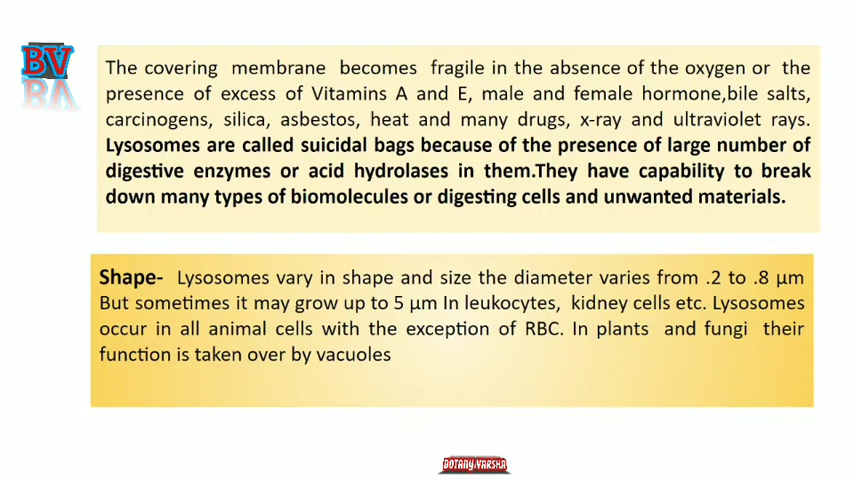 BV
The covering membrane becomes fragile in the absence of the oxygen or the
presence of excess of Vitamins A and E, male and female hormone,bile salts,
carcinogens, silica, asbestos, heat and many drugs, x-ray and ultraviolet rays.
Lysosomes are called suicidal bags because of the presence of large number of
digestive enzymes or acid hydrolases in them.They have capability to break
down many types of biomolecules or digesting cells and unwanted materials.
Shape- Lysosomes vary in shape and size the diameter varies from .2 to .8 µm
But sometimes it may grow up to 5 µm In leukocytes, kidney cells etc. Lysosomes
occur in all animal cells with the exception of RBC. In plants and fungi their
function is taken over by vacuoles
BOTANY VARSHA